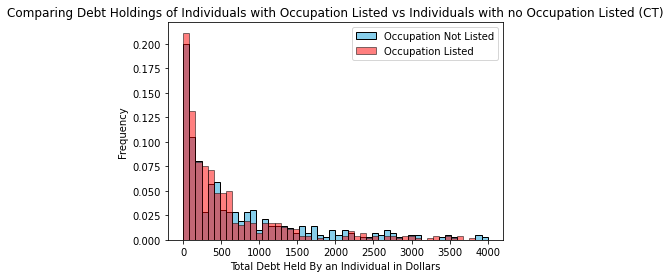 Comparing Debt Holdings of Individuals with Occupation Listed vs Individuals with no Occupation Listed (CT)
Occupation Not Listed
Occupation Listed
Frequency
0.200
0.175
0.150
0.125
0.100
0.075
0.050
0.025
0.000
0 500 1000 1500 2000 2500 3000 3500 4000
Total Debt Held By an Individual in Dollars